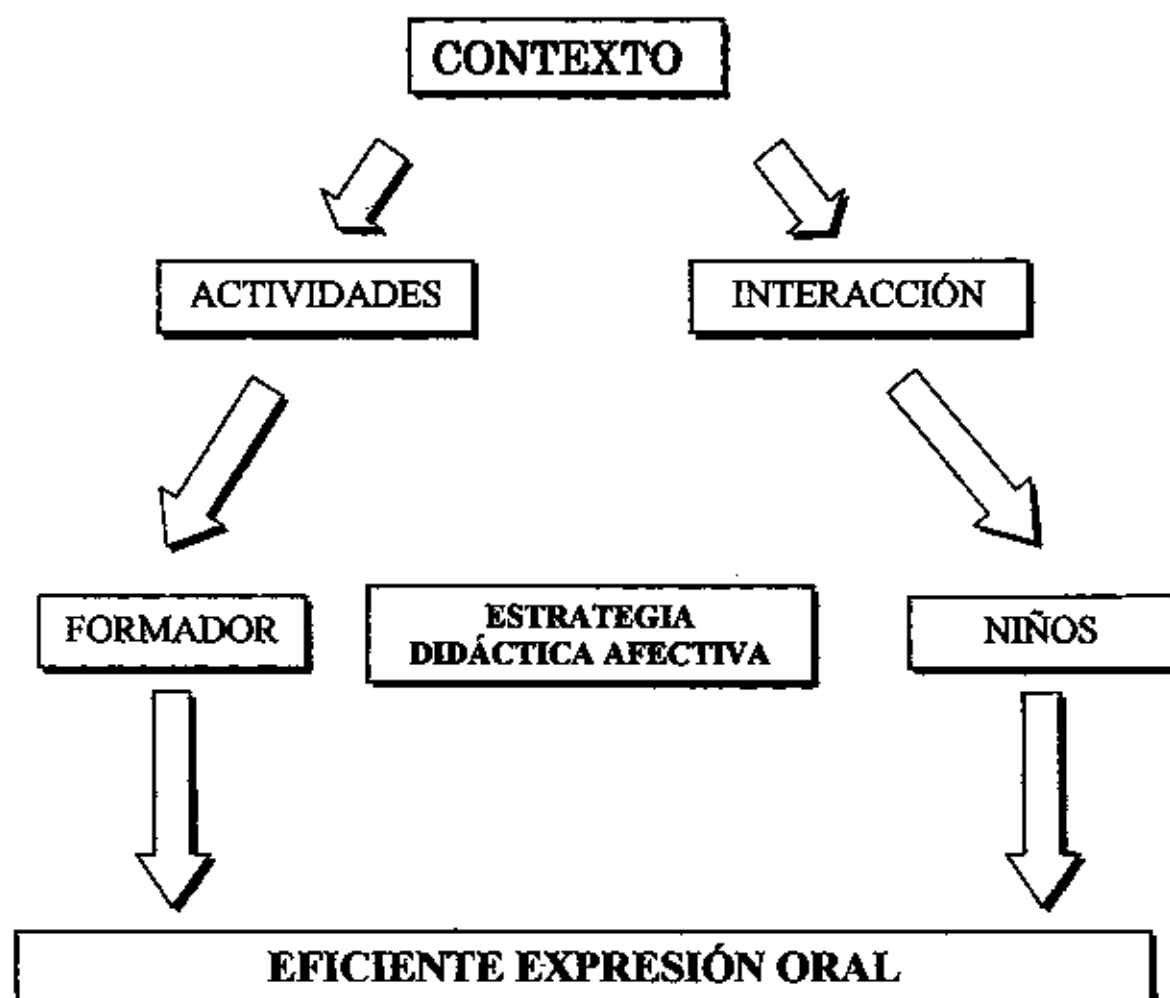 CONTEXTO
ACTIVIDADES
INTERACCIÓN
FORMADOR
ESTRATEGIA
DIDÁCTICA AFECTIVA
NIÑOS
EFICIENTE EXPRESIÓN ORAL